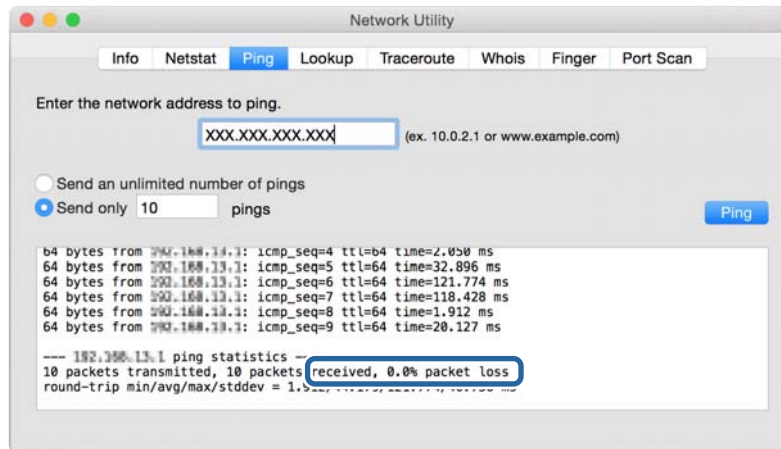 Network Utility
Info Netstat Ping Lookup Traceroute Whois Finger Port Scan
Enter the network address to ping.
XXX.XXX.XXX.XXX (ex. 10.0.2.1 or www.example.com)
Send an unlimited number of pings
Send only 10 pings
Ping
64 bytes from : icmp_seq=4 ttl=64 time=2.050 ms
64 bytes from : icmp_seq=5 ttl=64 time=32.896 ms
64 bytes from : icmp_seq=6 ttl=64 time=121.774 ms
64 bytes from : icmp_seq=7 ttl=64 time=118.428 ms
64 bytes from : icmp_seq=8 ttl=64 time=1.912 ms
64 bytes from : icmp_seq=9 ttl=64 time=20.127 ms
--- ping statistics --
10 packets transmitted, 10 packets received, 0.0% packet loss
round-trip min/avg/max/stddev = ms